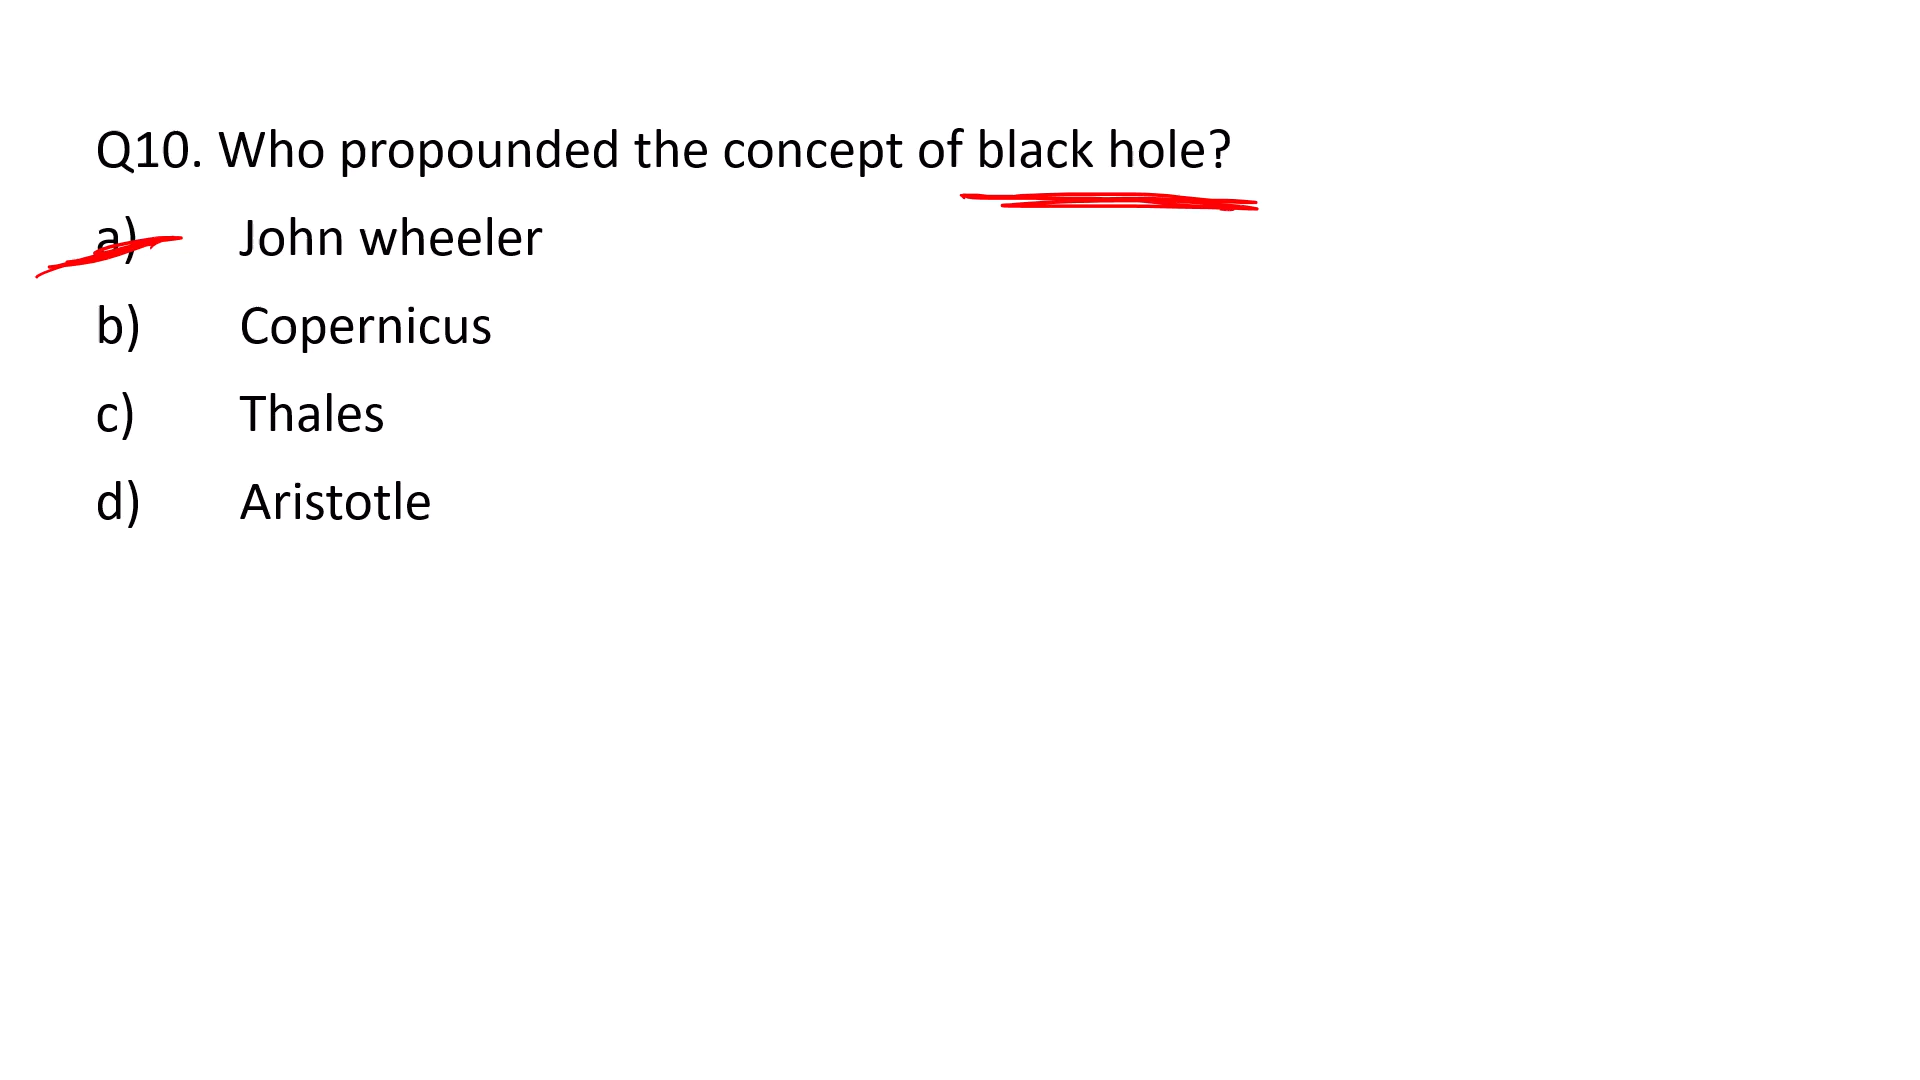 Q10. Who propounded the concept of black hole?
a) John wheeler
b) Copernicus
c) Thales
d) Aristotle